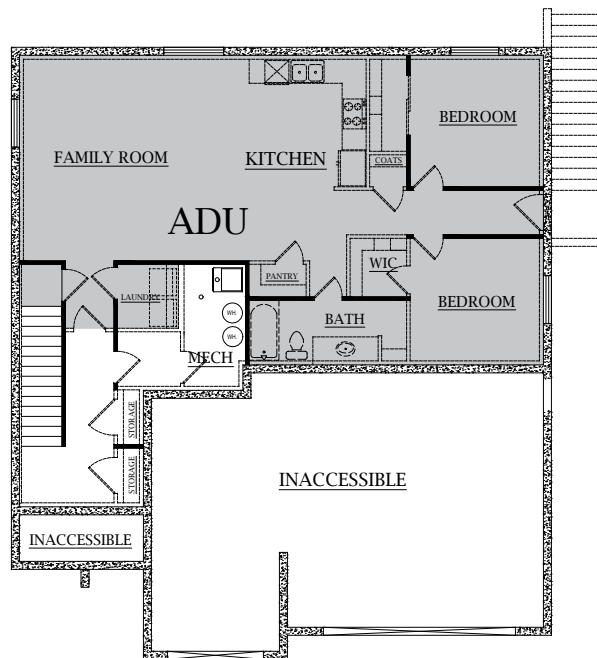 BEDROOM
FAMILY ROOM
KITCHEN
COATS
ADU
WIC
PANTRY
LAUNDRY
BEDROOM
WH.
BATH
WH.
MECH
STORAGE
STORAGE
INACCESSIBLE
INACCESSIBLE